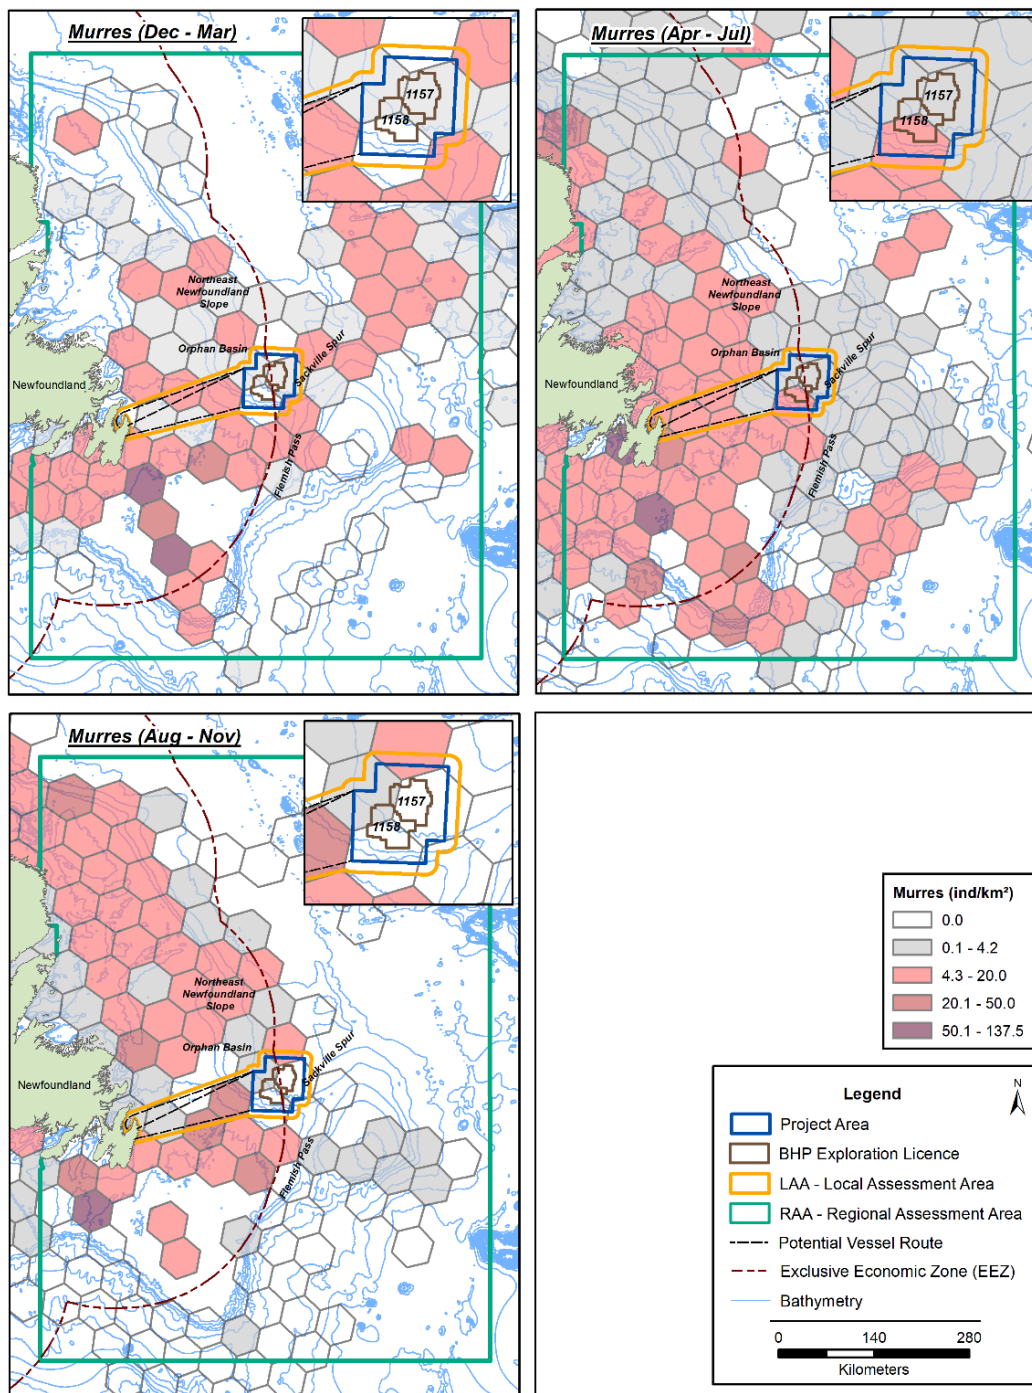 Murres (Dec - Mar)
1157
1158
Northeast
Newfoundland
Slope
Orphan Basin
Sackville Spur
Newfoundland
Flemish Pass
Murres (Apr - Jul)
1157
1158
Northeast
Newfoundland
Slope
Orphan Basin
Sackville Spur
Newfoundland
Flemish Pass
Murres (Aug - Nov)
1157
1158
Northeast
Newfoundland
Slope
Orphan Basin
Sackville Spur
Newfoundland
Flemish Pass
Murres (ind/km²)
0.0
0.1 - 4.2
4.3 - 20.0
20.1 - 50.0
50.1 - 137.5
Legend
N
Project Area
BHP Exploration Licence
LAA - Local Assessment Area
RAA - Regional Assessment Area
Potential Vessel Route
Exclusive Economic Zone (EEZ)
Bathymetry
0 140 280
Kilometers